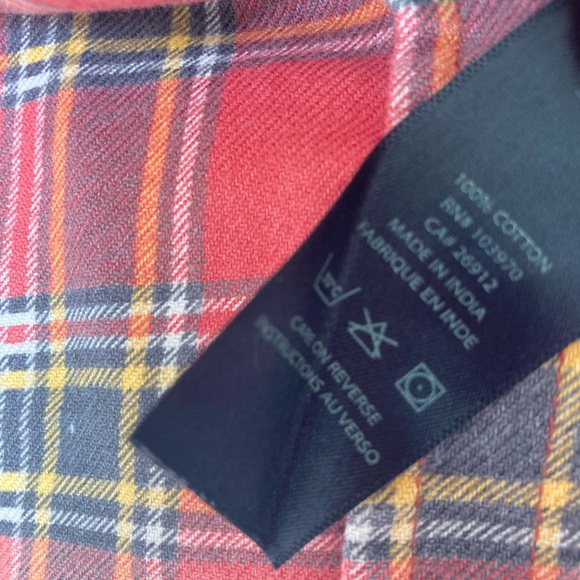 100% COTTON
RN# 103970
CA# 26912
MADE IN INDIA
FABRIQUE EN INDE
CARE ON REVERSE
INSTRUCTIONS AU VERSO